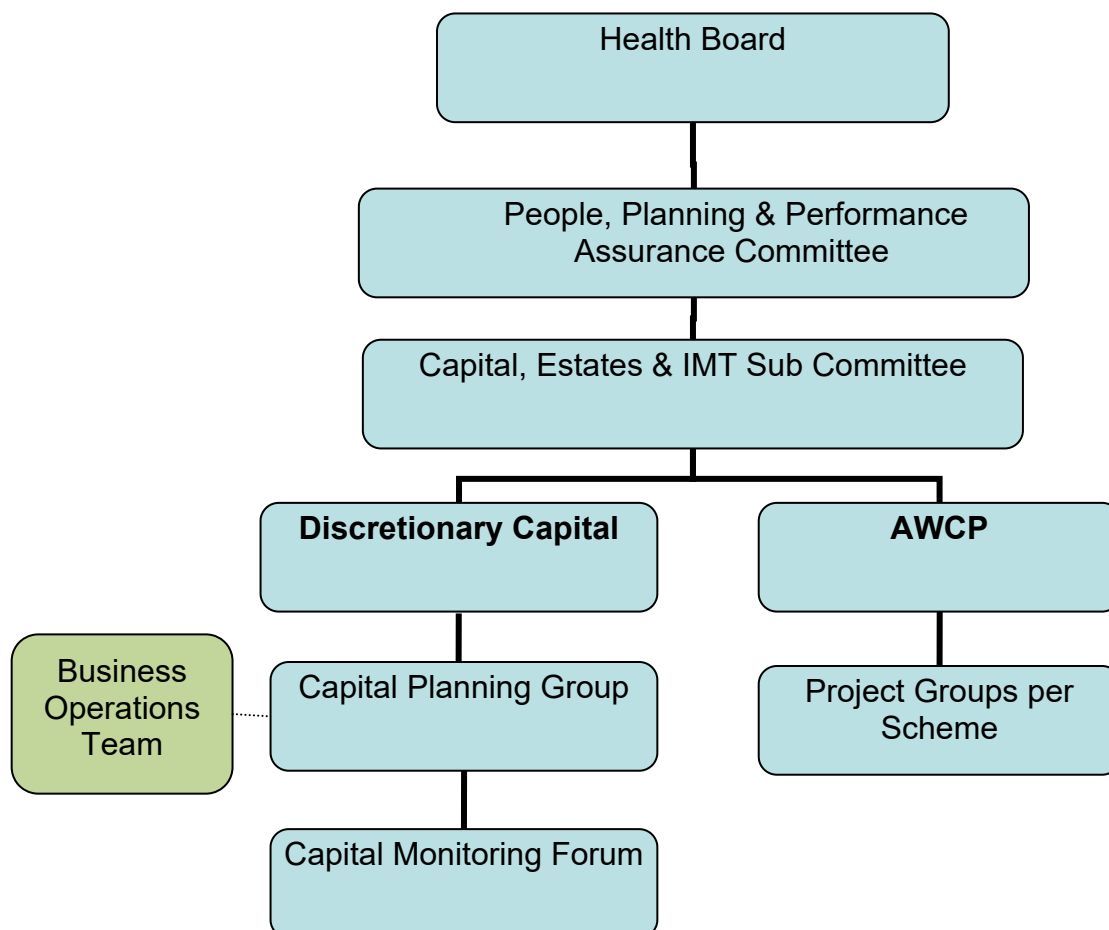 Health Board
People, Planning & Performance
Assurance Committee
Capital, Estates & IMT Sub Committee
Discretionary Capital
AWCP
Business
Operations
Team
Capital Planning Group
Project Groups per
Scheme
Capital Monitoring Forum